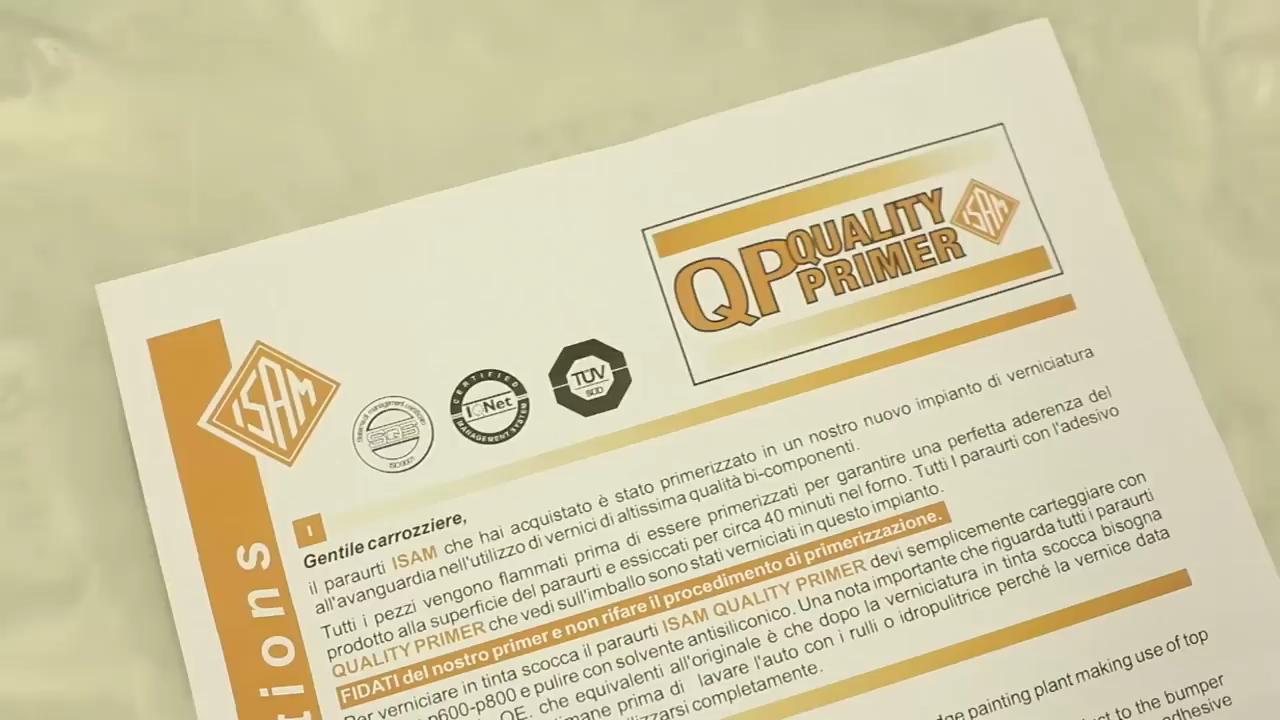 QP QUALITY
PRIMER
ISAM
ISAM
SGS
ISO 9001
CERTIFIED
IQNet
MANAGEMENT SYSTEM
TÜV
SÜD
I
Gentile carrozziere,
il paraurti ISAM che hai acquistato è stato primerizzato in un nostro nuovo impianto di verniciatura
all'avanguardia nell'utilizzo di vernici di altissima qualità bi-componenti.
Tutti i pezzi vengono flammati prima di essere primerizzati per garantire una perfetta aderenza del
prodotto alla superficie del paraurti e essiccati per circa 40 minuti nel forno. Tutti I paraurti con l'adesivo
QUALITY PRIMER che vedi sull'imballo sono stati verniciati in questo impianto.
FIDATI del nostro primer e non rifare il procedimento di primerizzazione.
Per verniciare in tinta scocca il paraurti ISAM QUALITY PRIMER devi semplicemente carteggiare con
p600-p800 e pulire con solvente antisiliconico. Una nota importante che riguarda tutti i paraurti
OE, che equivalenti all'originale è che dopo la verniciatura in tinta scocca bisogna
prima di lavare l'auto con i rulli o idropulitrice perché la vernice data
completamente.
painting plant making use of top
to the bumper
adhesive
tions